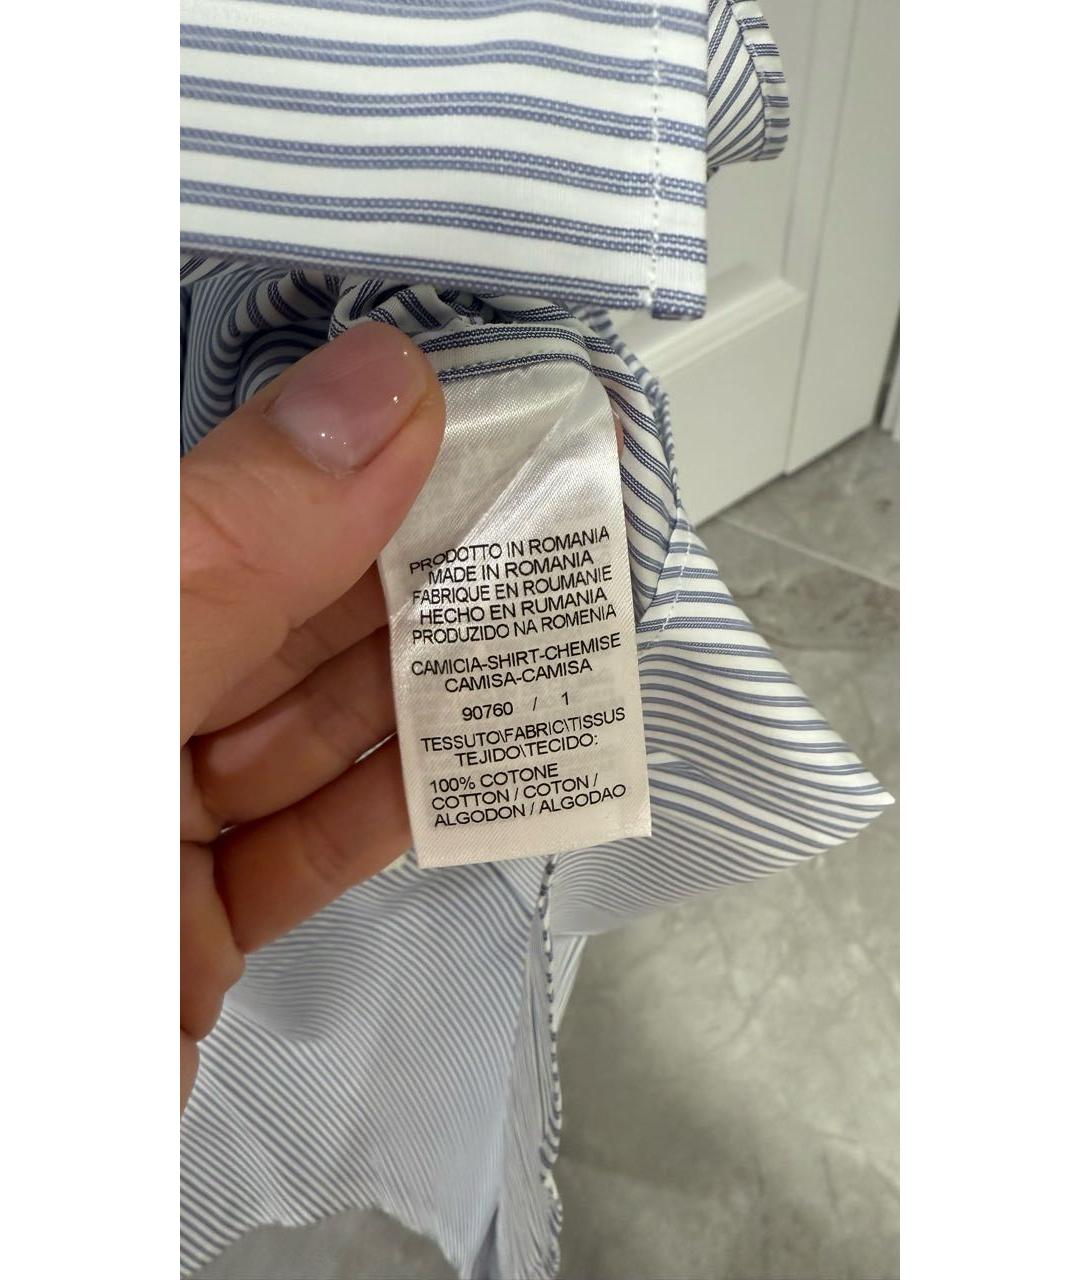 PRODOTTO IN ROMANIA
MADE IN ROMANIA
FABRIQUE EN ROUMANIE
HECHO EN RUMANIA
PRODUZIDO NA ROMENIA
CAMICIA-SHIRT-CHEMISE
CAMISA-CAMISA
90760 / 1
TESSUTO\FABRIC\TISSUS
TEJIDO\TECIDO:
100% COTONE
COTTON / COTON /
ALGODON / ALGODAO